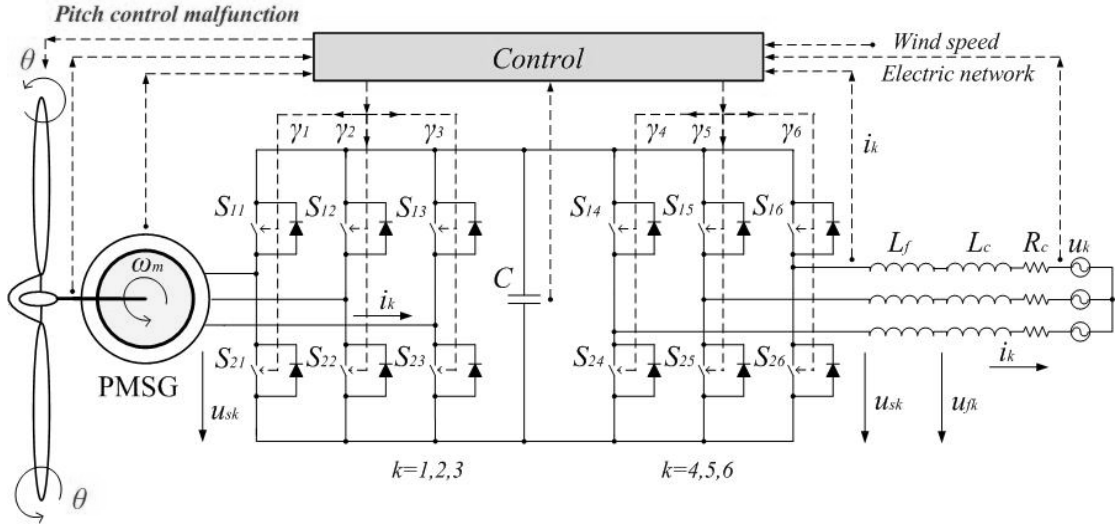 Pitch control malfunction
θ
Control
Wind speed
Electric network
γ1 γ2 γ3
γ4 γ5 γ6
ik
S11 S12 S13
S14 S15 S16
Lf Lc Rc uk
ωm
C
ik
S21 S22 S23
S24 S25 S26
ik
PMSG
usk
usk ufk
k=1,2,3
k=4,5,6
θ